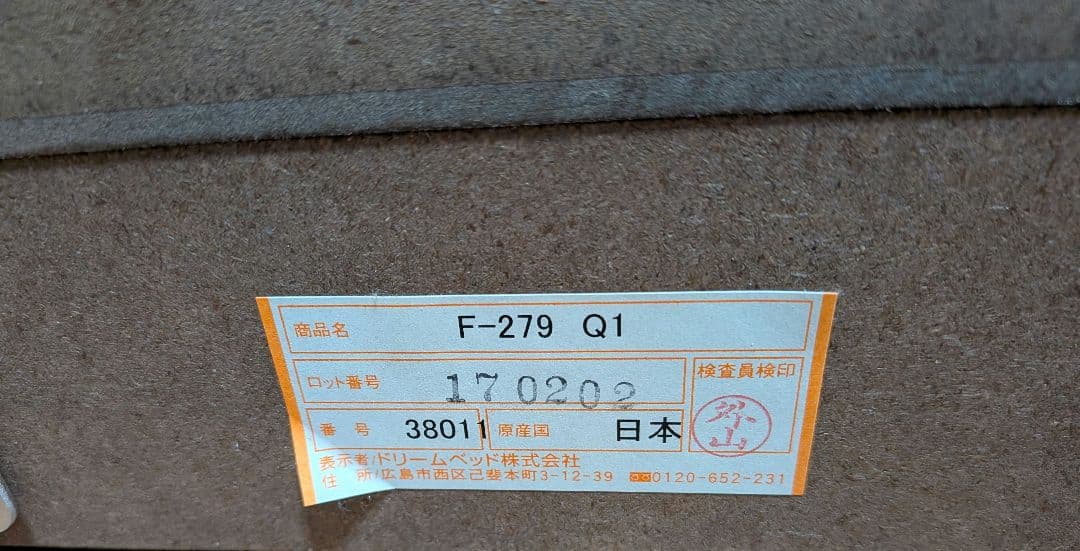 商品名 F-279 Q1
ロット番号 170202
検査員検印
弥山
番号 38011 原産国 日本
表示者/ドリームベッド株式会社
住所/広島市西区己斐本町3-12-39 0120-652-231